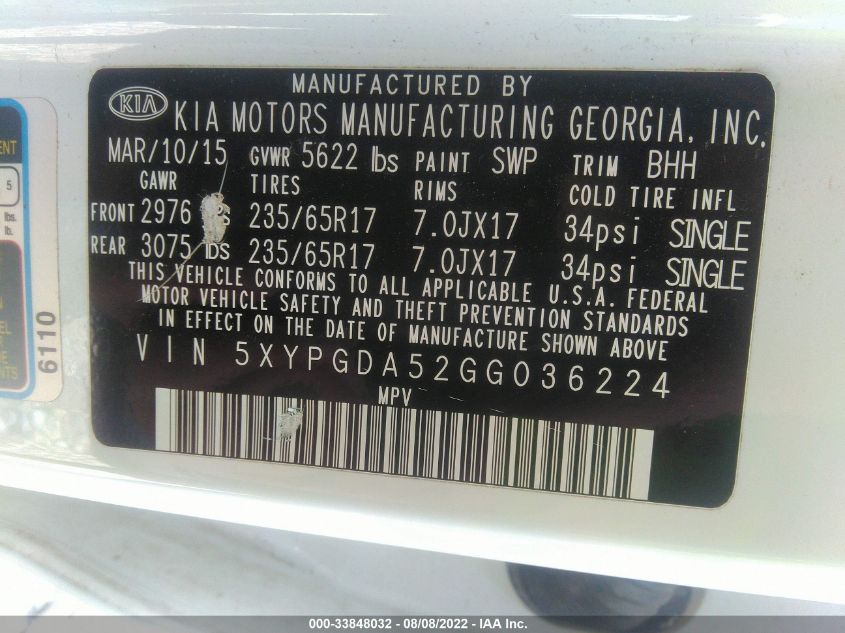 MANUFACTURED BY
KIA KIA MOTORS MANUFACTURING GEORGIA, INC.
MAR/10/15 GVWR 5622 lbs PAINT SWP TRIM BHH
GAWR TIRES RIMS COLD TIRE INFL
FRONT 2976 235/65R17 7.0JX17 34psi SINGLE
REAR 3075 lbs 235/65R17 7.0JX17 34psi SINGLE
THIS VEHICLE CONFORMS TO ALL APPLICABLE U.S.A. FEDERAL
MOTOR VEHICLE SAFETY AND THEFT PREVENTION STANDARDS
IN EFFECT ON THE DATE OF MANUFACTURE SHOWN ABOVE
VIN 5XYPGDA52GG036224
MPV
5
lbs.
lb.
6110
000-33848032 - 08/08/2022 - IAA Inc.